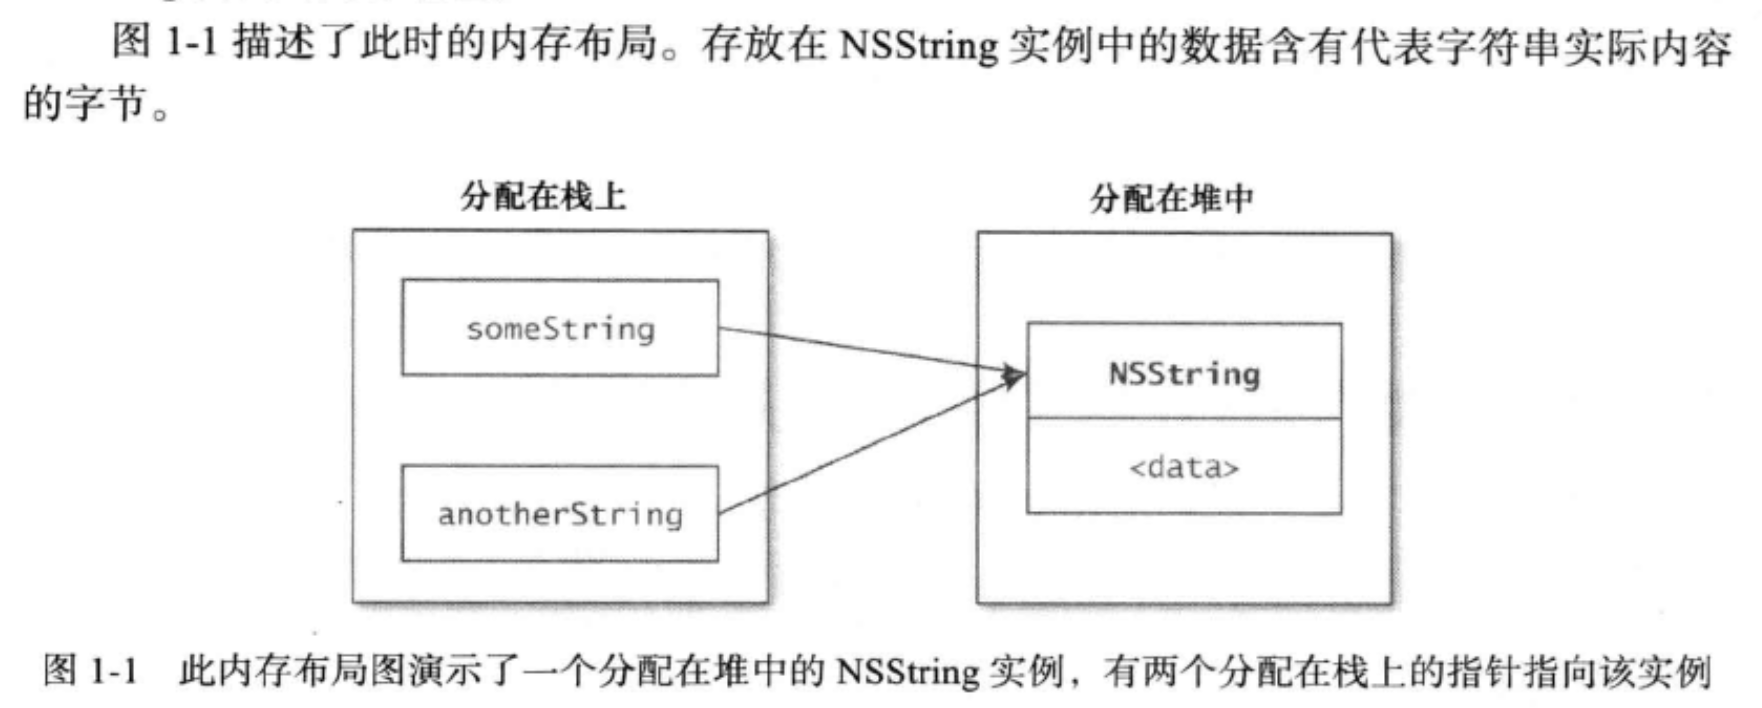 图 1-1 描述了此时的内存布局。存放在 NSString 实例中的数据含有代表字符串实际内容
的字节。
分配在栈上
分配在堆中
someString
NSString
<data>
anotherString
图 1-1 此内存布局图演示了一个分配在堆中的 NSString 实例，有两个分配在栈上的指针指向该实例